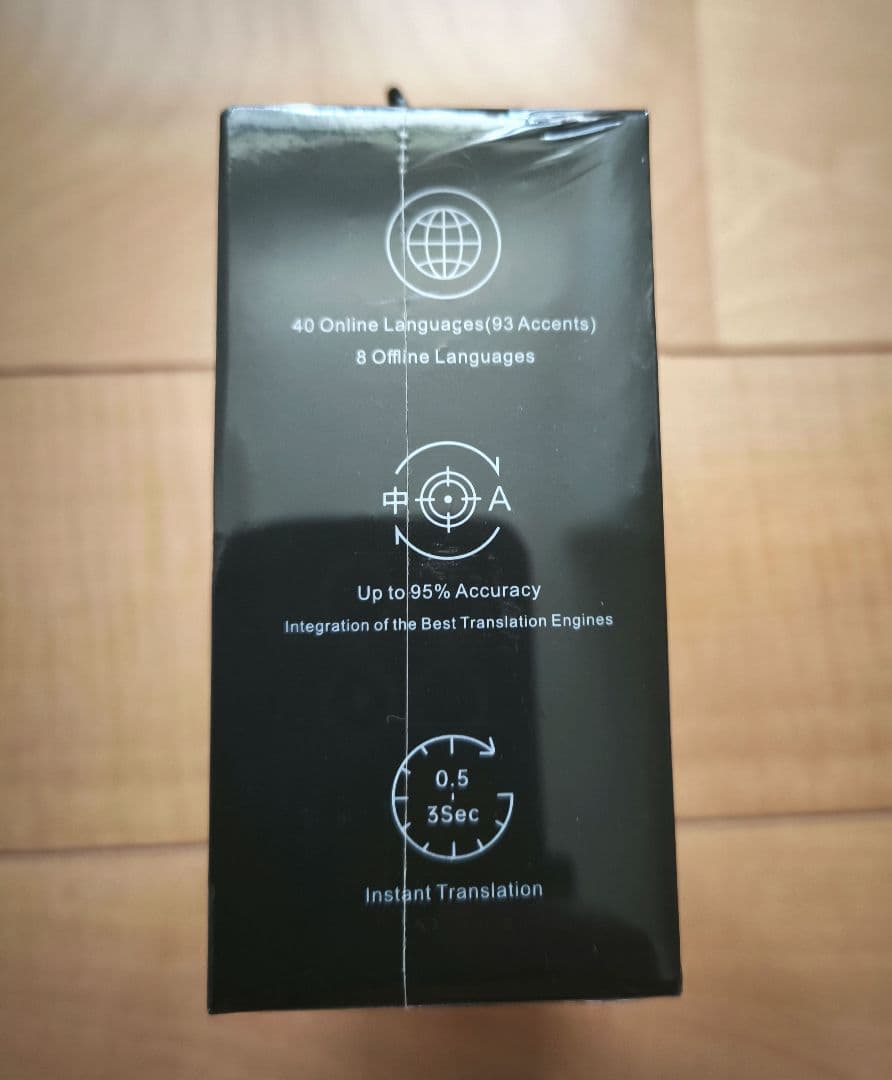 40 Online Languages(93 Accents)
8 Offline Languages
中 A
Up to 95% Accuracy
Integration of the Best Translation Engines
0.5
3Sec
Instant Translation